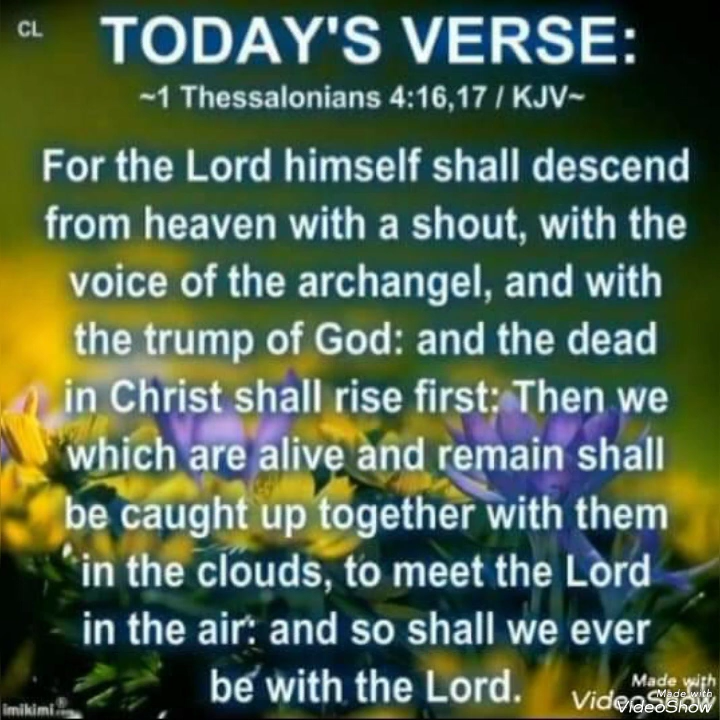 CL
TODAY'S VERSE:
~1 Thessalonians 4:16,17 / KJV~
For the Lord himself shall descend
from heaven with a shout, with the
voice of the archangel, and with
the trump of God: and the dead
in Christ shall rise first: Then we
which are alive and remain shall
be caught up together with them
in the clouds, to meet the Lord
in the air: and so shall we ever
be with the Lord.
imikimi®
Made with
VideoShow
Made with
VideoShow